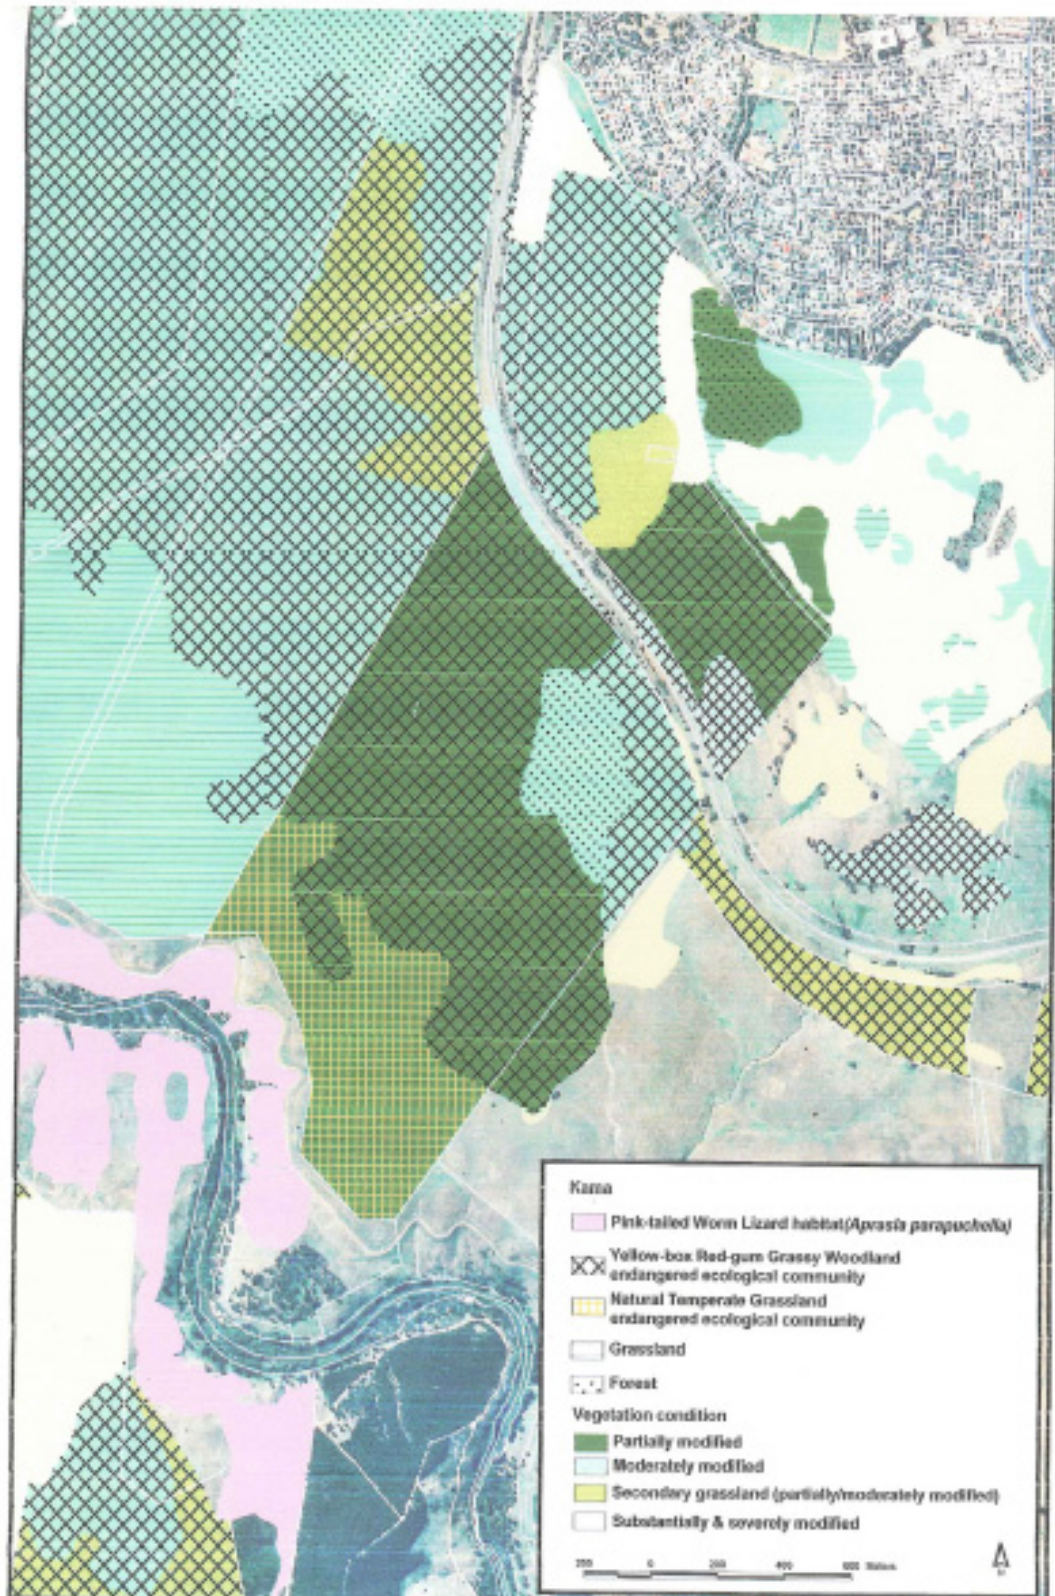 Kama
Pink-tailed Worm Lizard habitat(Aprasia parapuchella)
Yellow-box Red-gum Grassy Woodland
endangered ecological community
Natural Temperate Grassland
endangered ecological community
Grassland
Forest
Vegetation condition
Partially modified
Moderately modified
Secondary grassland (partially/moderately modified)
Substantially & severely modified
200 0 200 400 600 Meters
N